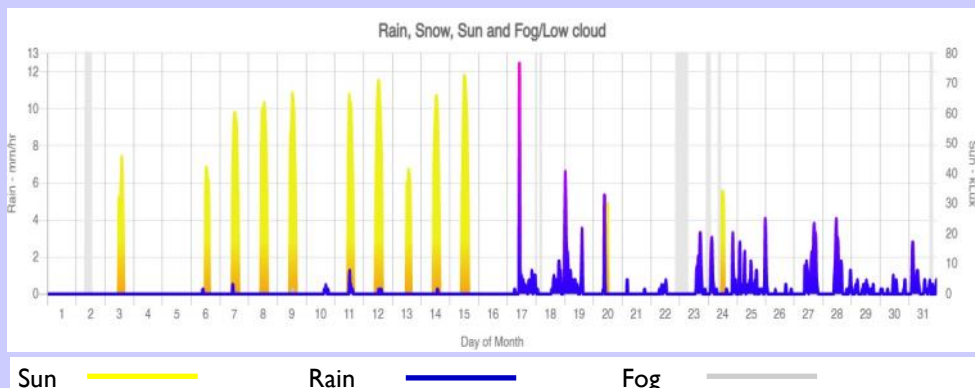 Rain, Snow, Sun and Fog/Low cloud
13 80
12 70
10 60
8 50
6 40
4 30
2 20
0 10
0
Rain - mm/hr
Sun - kLux
1 2 3 4 5 6 7 8 9 10 11 12 13 14 15 16 17 18 19 20 21 22 23 24 25 26 27 28 29 30 31
Day of Month
Sun Rain Fog